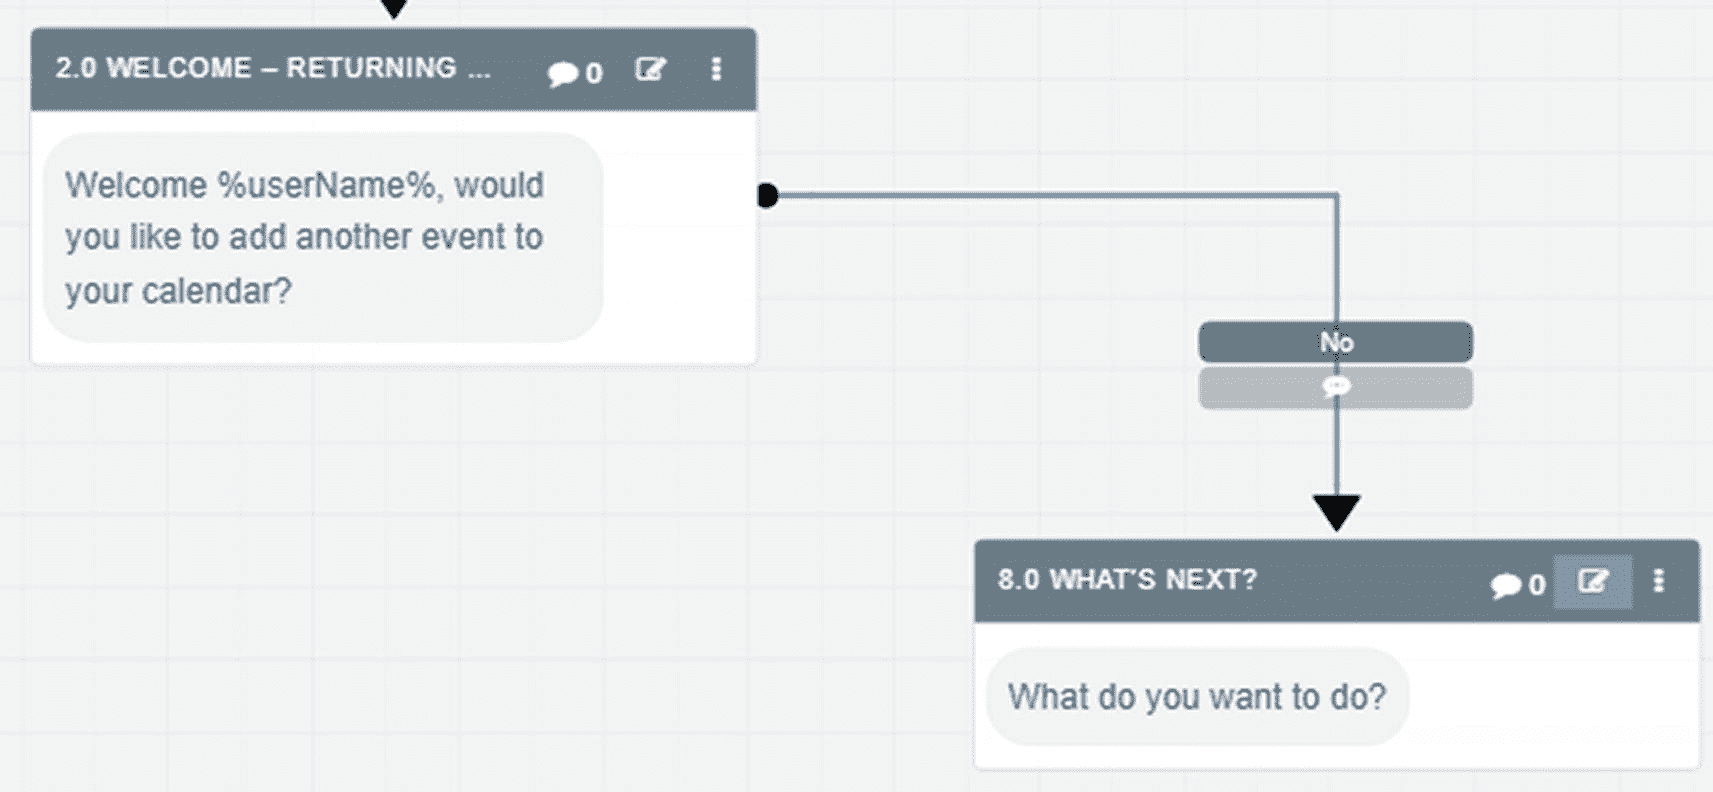 2.0 WELCOME – RETURNING ...
0
Welcome %userName%, would
you like to add another event to
your calendar?
No
8.0 WHAT'S NEXT?
0
What do you want to do?